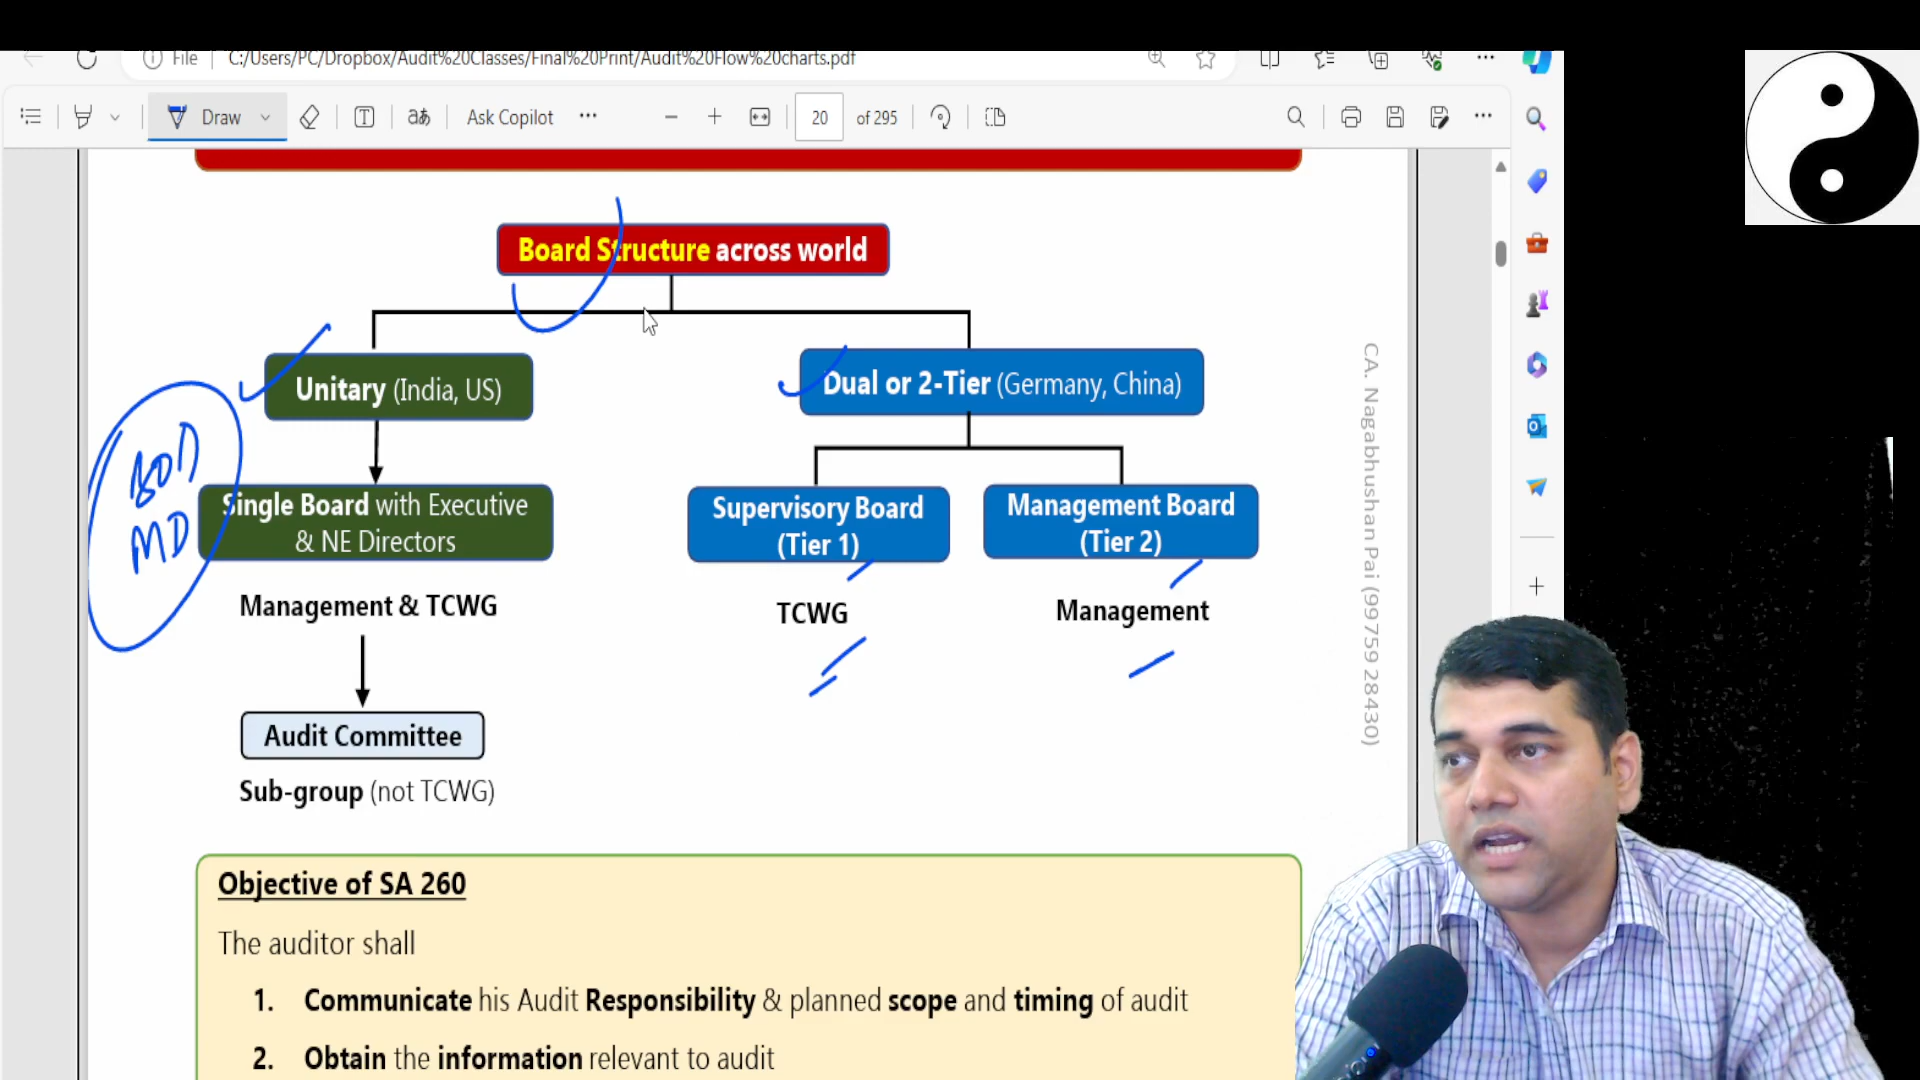 File
C:/Users/PC/Dropbox/Audit%20Classes/Final%20Print/Audit%20Flow%20charts.pdf
Draw
T
aあ
Ask Copilot
20 of 295
Board Structure across world
Unitary (India, US)
Dual or 2-Tier (Germany, China)
BOD
MD
Single Board with Executive
& NE Directors
Supervisory Board
(Tier 1)
Management Board
(Tier 2)
Management & TCWG
TCWG
Management
Audit Committee
Sub-group (not TCWG)
CA. Nagabhushan Pai (99759 28430)
Objective of SA 260
The auditor shall
1. Communicate his Audit Responsibility & planned scope and timing of audit
2. Obtain the information relevant to audit